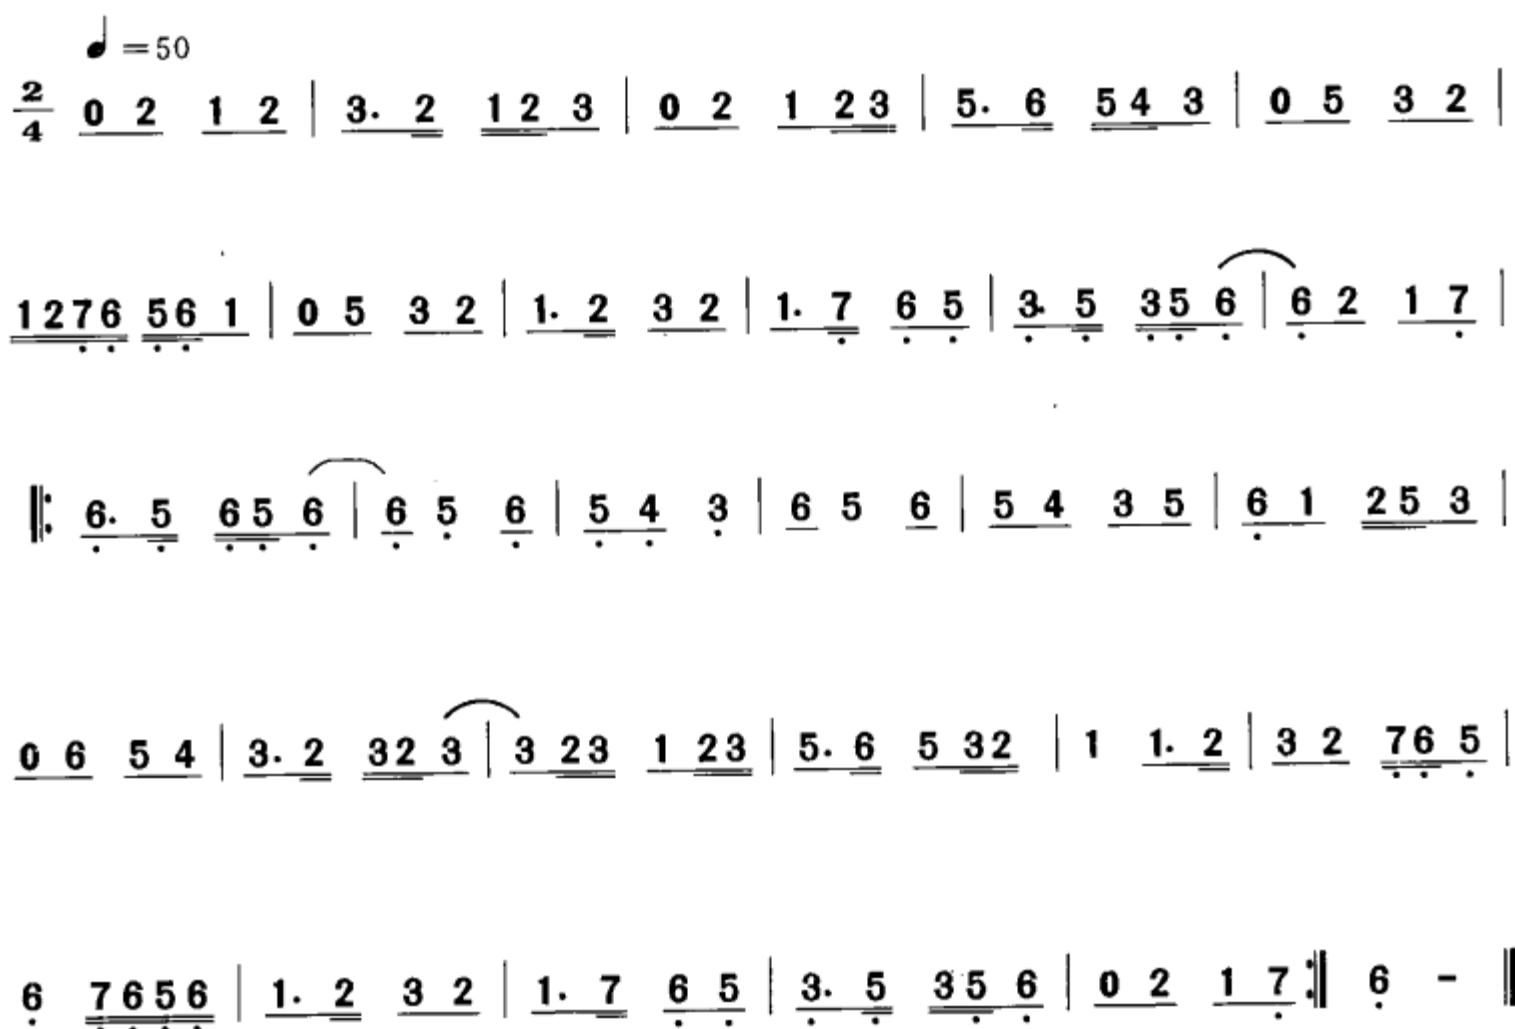 ♩=50
2/4 0 2 1 2 | 3. 2 1 2 3 | 0 2 1 2 3 | 5. 6 5 4 3 | 0 5 3 2 |
1 2 7̣ 6̣ 5̣ 6̣ 1 | 0 5 3 2 | 1. 2 3 2 | 1. 7̣ 6̣ 5̣ | 3̣. 5̣ 3̣ 5̣ 6̣ | 6̣ 2 1 7̣ |
‖: 6̣. 5̣ 6̣ 5̣ 6̣ | 6̣ 5̣ 6̣ | 5̣ 4̣ 3̣ | 6 5 6 | 5 4 3 5 | 6̣ 1 2 5 3 |
0 6 5 4 | 3. 2 3 2 3 | 3 2 3 1 2 3 | 5. 6 5 3 2 | 1 1. 2 | 3 2 7̣ 6̣ 5̣ |
6̣ 7̣ 6̣ 5̣ 6̣ | 1. 2 3 2 | 1. 7 6̣ 5̣ | 3̣. 5̣ 3 5̣ 6̣ | 0 2 1 7̣ :‖ 6̣ - ‖